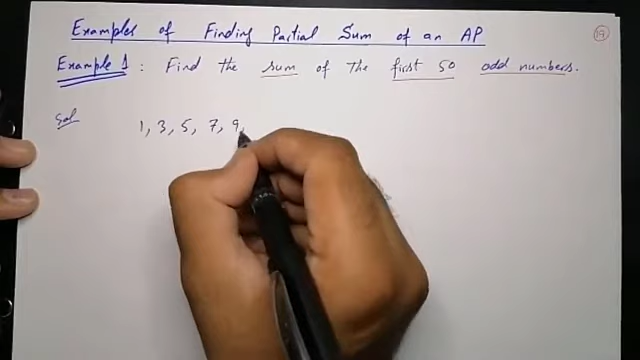 Examples of Finding Partial Sum of an AP
19
Example 1 : Find the sum of the first 50 odd numbers.
Sol
1, 3, 5, 7, 9,